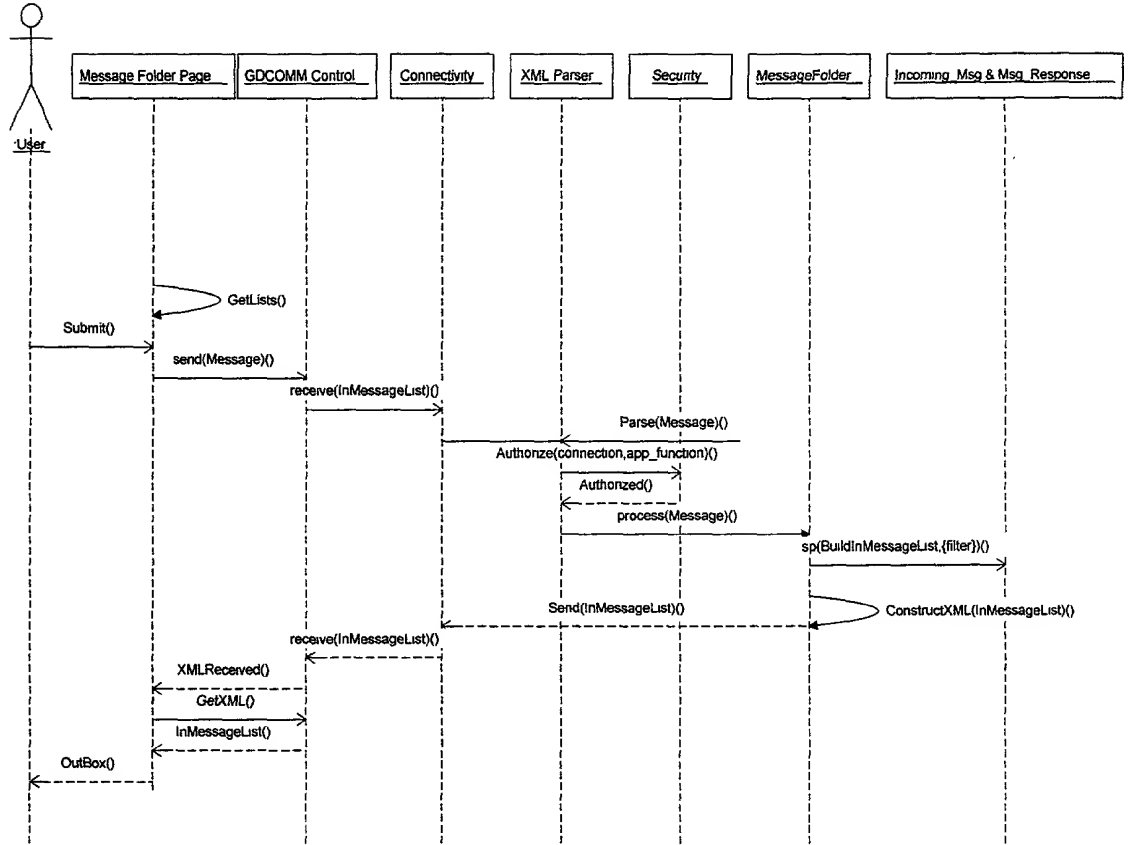 Message Folder Page
GDCOMM Control
Connectivity
XML Parser
Security
MessageFolder
Incoming_Msg & Msg_Response
:User
GetLists()
Submit()
send(Message)()
receive(InMessageList)()
Parse(Message)()
Authorize(connection,app_function)()
Authorized()
process(Message)()
sp(BuildInMessageList,{filter})()
Send(InMessageList)()
ConstructXML(InMessageList)()
receive(InMessageList)()
XMLReceived()
GetXML()
InMessageList()
OutBox()